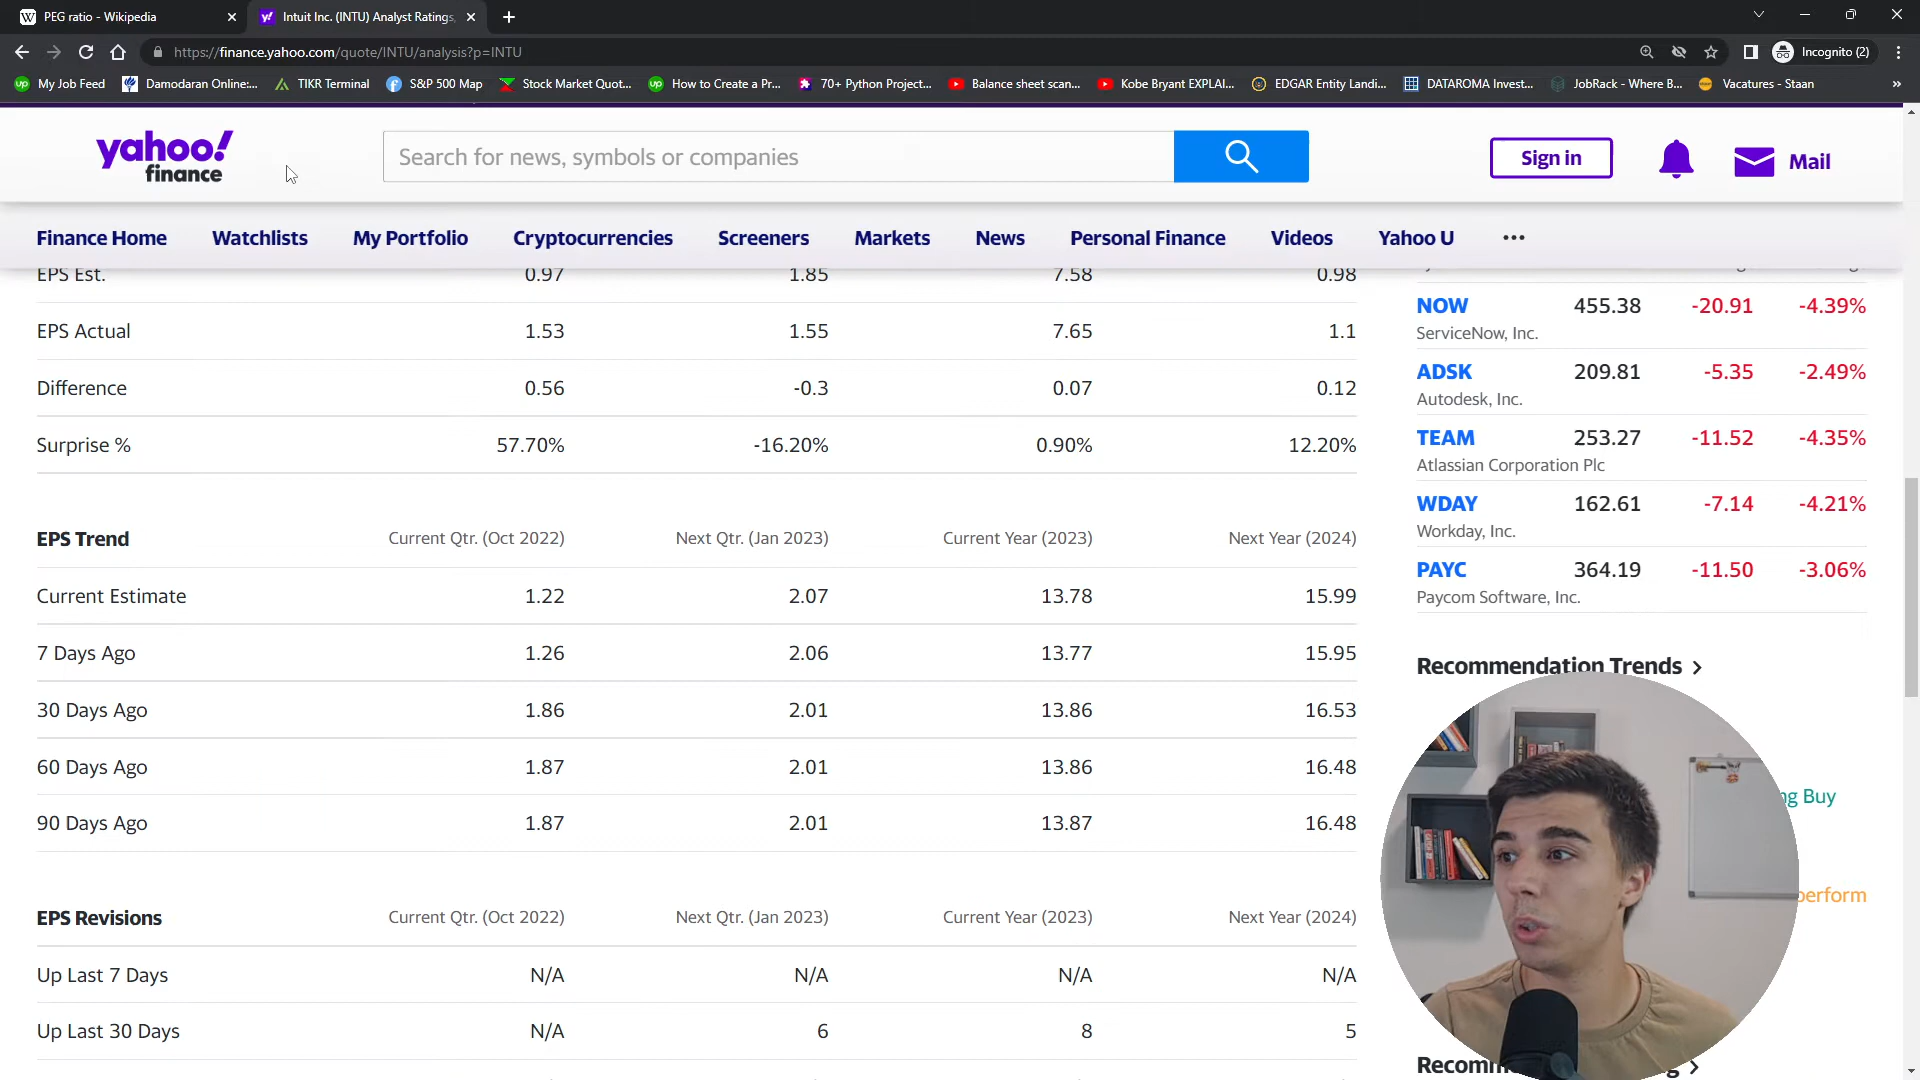 PEG ratio - Wikipedia
Intuit Inc. (INTU) Analyst Ratings,
https://finance.yahoo.com/quote/INTU/analysis?p=INTU
Incognito (2)
My Job Feed
Damodaran Online:...
TIKR Terminal
S&P 500 Map
Stock Market Quot...
How to Create a Pr...
70+ Python Project...
Balance sheet scan...
Kobe Bryant EXPLAI...
EDGAR Entity Landi...
DATAROMA Invest...
JobRack - Where B...
Vacatures - Staan
yahoo!
finance
Search for news, symbols or companies
Sign in
Mail
Finance Home Watchlists My Portfolio Cryptocurrencies Screeners Markets News Personal Finance Videos Yahoo U ...
EPS Est. 0.97 1.85 7.58 0.98
EPS Actual 1.53 1.55 7.65 1.1
Difference 0.56 -0.3 0.07 0.12
Surprise % 57.70% -16.20% 0.90% 12.20%
EPS Trend Current Qtr. (Oct 2022) Next Qtr. (Jan 2023) Current Year (2023) Next Year (2024)
Current Estimate 1.22 2.07 13.78 15.99
7 Days Ago 1.26 2.06 13.77 15.95
30 Days Ago 1.86 2.01 13.86 16.53
60 Days Ago 1.87 2.01 13.86 16.48
90 Days Ago 1.87 2.01 13.87 16.48
EPS Revisions Current Qtr. (Oct 2022) Next Qtr. (Jan 2023) Current Year (2023) Next Year (2024)
Up Last 7 Days N/A N/A N/A N/A
Up Last 30 Days N/A 6 8 5
NOW 455.38 -20.91 -4.39%
ServiceNow, Inc.
ADSK 209.81 -5.35 -2.49%
Autodesk, Inc.
TEAM 253.27 -11.52 -4.35%
Atlassian Corporation Plc
WDAY 162.61 -7.14 -4.21%
Workday, Inc.
PAYC 364.19 -11.50 -3.06%
Paycom Software, Inc.
Recommendation Trends >
ng Buy
perform
Recomm